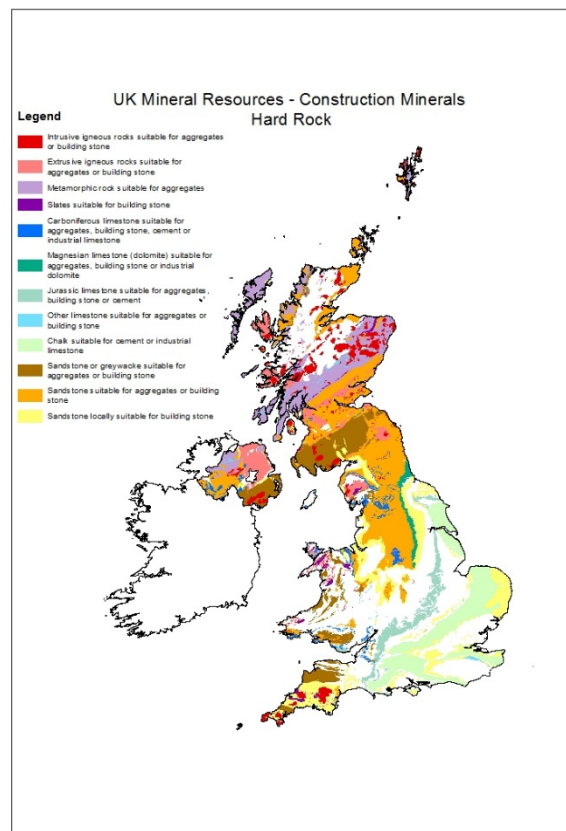 UK Mineral Resources - Construction Minerals
Hard Rock
Legend
Intrusive igneous rocks suitable for aggregates
or building stone
Extrusive igneous rocks suitable for
aggregates or building stone
Metamorphic rock suitable for aggregates
Slates suitable for building stone
Carboniferous limestone suitable for
aggregates, building stone, cement or
industrial limestone
Magnesian limestone (dolomite) suitable for
aggregates, building stone or industrial
dolomite
Jurassic limestone suitable for aggregates,
building stone or cement
Other limestone suitable for aggregates or
building stone
Chalk suitable for cement or industrial
limestone
Sandstone or greywacke suitable for
aggregates or building stone
Sandstone suitable for aggregates or building
stone
Sandstone locally suitable for building stone